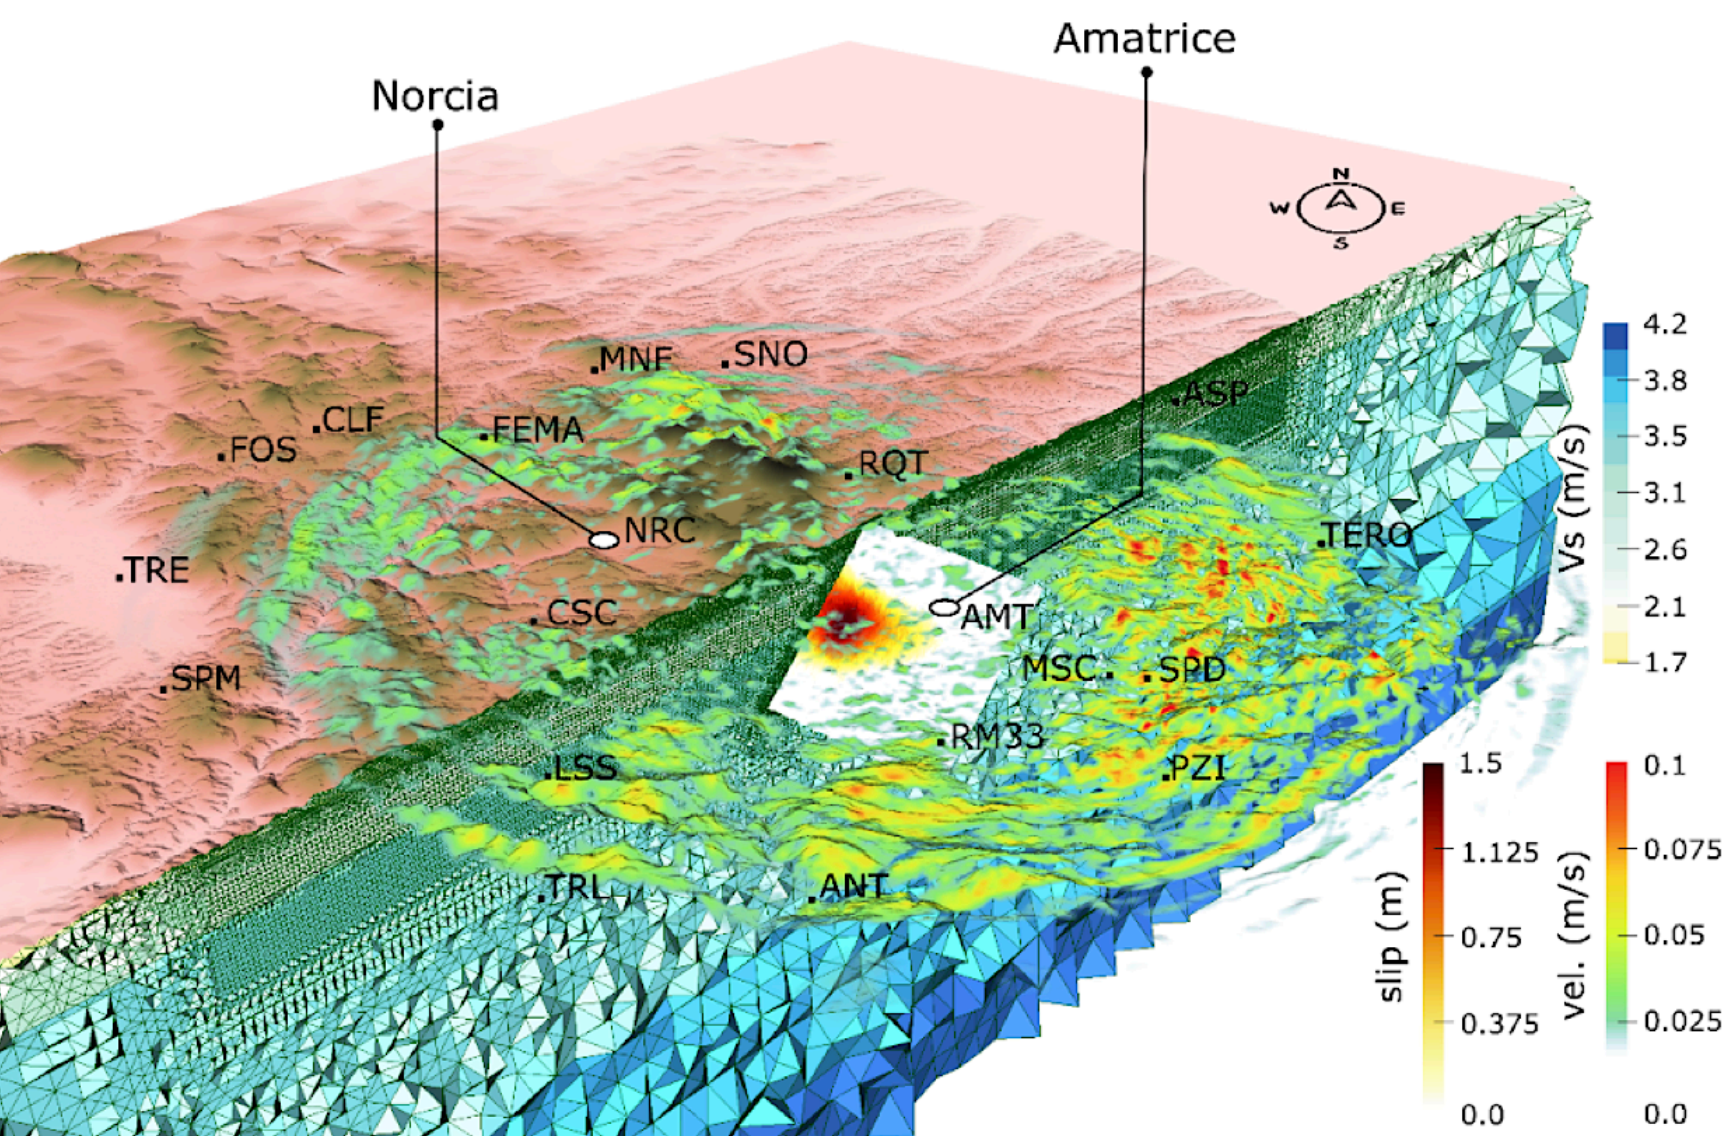 Amatrice
Norcia
N
W E
S
MNF
.SNO
ASP
CLF
FEMA
FOS
RQT
NRC
TERO
TRE
CSC
AMT
SPM
MSC
SPD
RM33
LSS
PZI
TRL
ANT
Vs (m/s)
4.2
3.8
3.5
3.1
2.6
2.1
1.7
slip (m)
1.5
1.125
0.75
0.375
0.0
vel. (m/s)
0.1
0.075
0.05
0.025
0.0